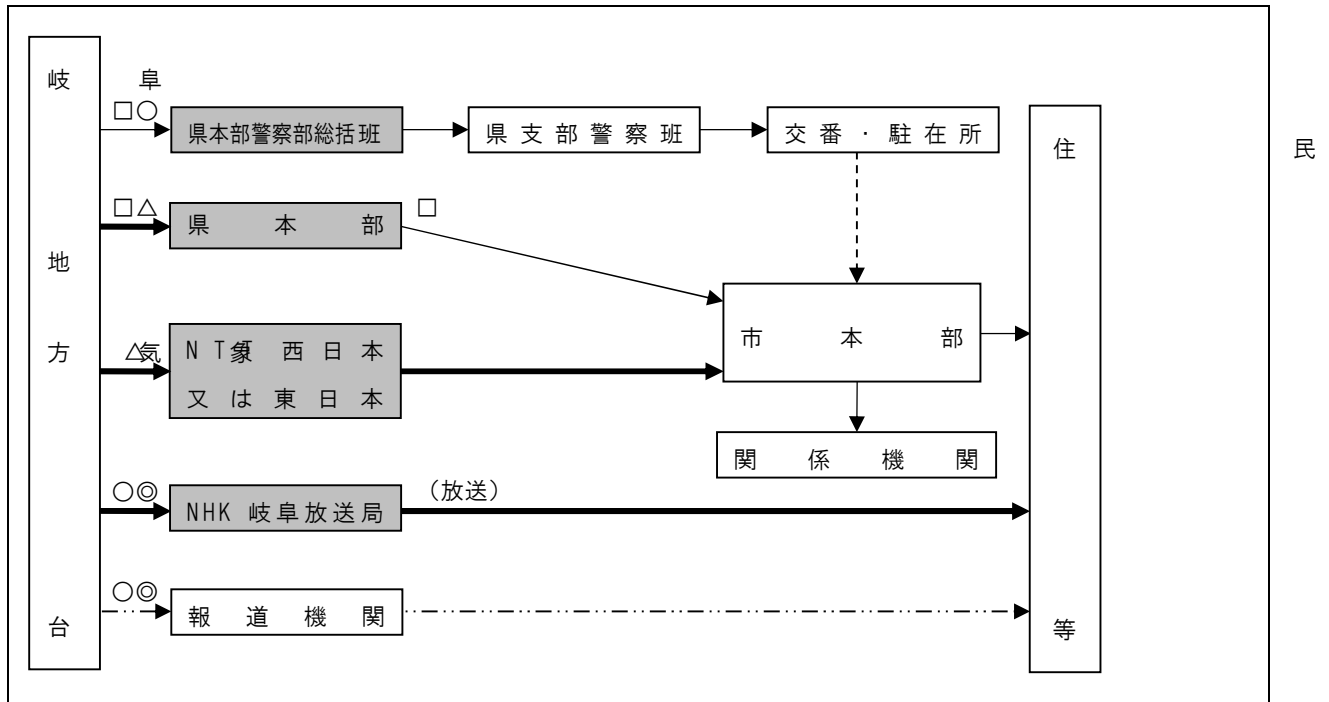 岐阜地方気象台
□○
県本部警察部総括班
県支部警察班
交番・駐在所
□△
県本部
□
△
NTT西日本
又は東日本
市本部
関係機関
○◎
NHK 岐阜放送局
（放送）
○◎
報道機関
住民等